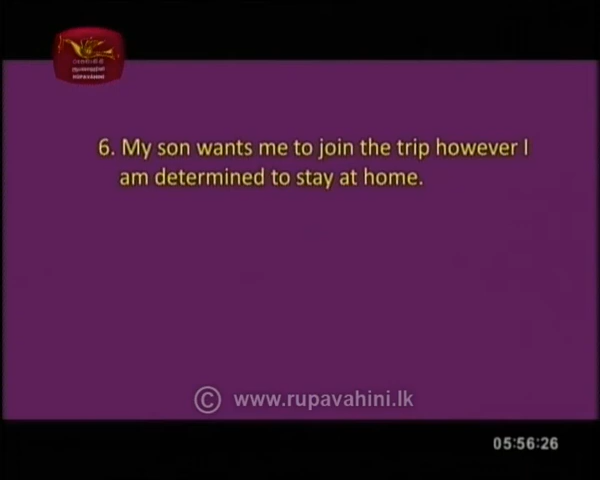 6. My son wants me to join the trip however I
am determined to stay at home.
© www.rupavahini.lk
05:56:26